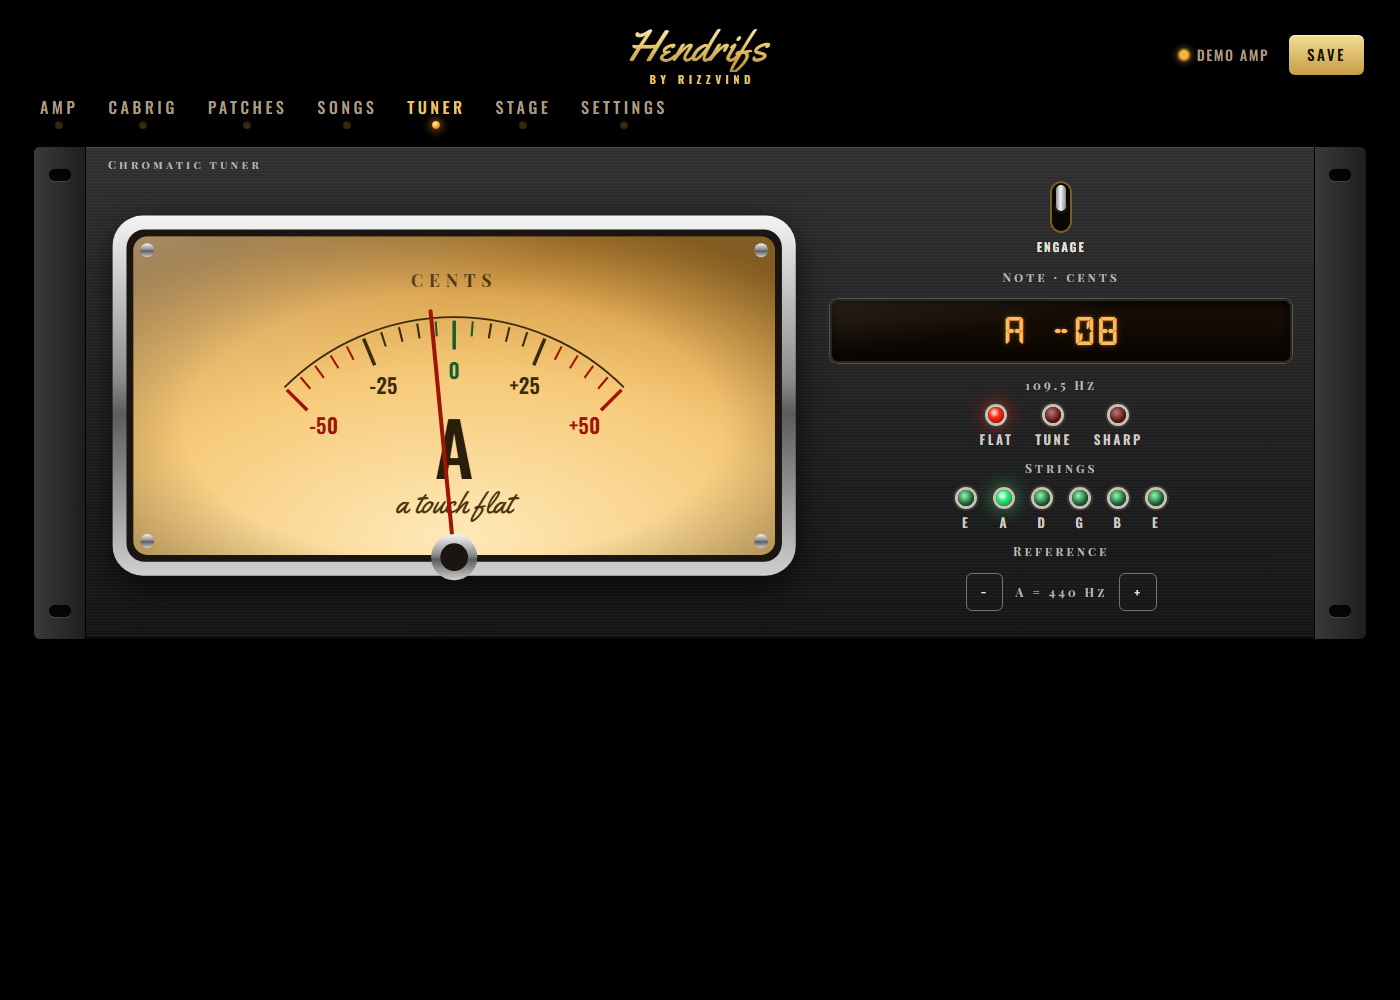 Hendrifs
BY RIZZVIND
DEMO AMP
SAVE
AMP CABRIG PATCHES SONGS TUNER STAGE SETTINGS
Chromatic tuner
CENTS
-50 -25 0 +25 +50
A
a touch flat
ENGAGE
Note · cents
A -08
109.5 Hz
FLAT TUNE SHARP
Strings
E A D G B E
Reference
- A = 440 Hz +